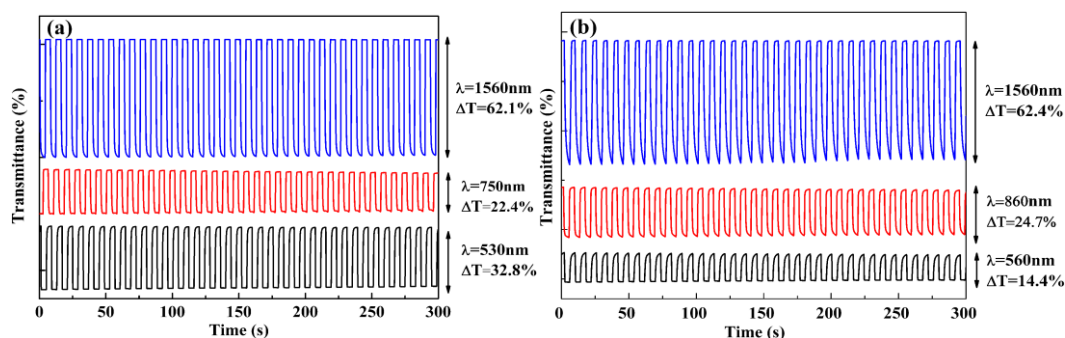 (a)
Transmittance (%)
λ=1560nm
ΔT=62.1%
λ=750nm
ΔT=22.4%
λ=530nm
ΔT=32.8%
0 50 100 150 200 250 300
Time (s)
(b)
Transmittance (%)
λ=1560nm
ΔT=62.4%
λ=860nm
ΔT=24.7%
λ=560nm
ΔT=14.4%
0 50 100 150 200 250 300
Time (s)